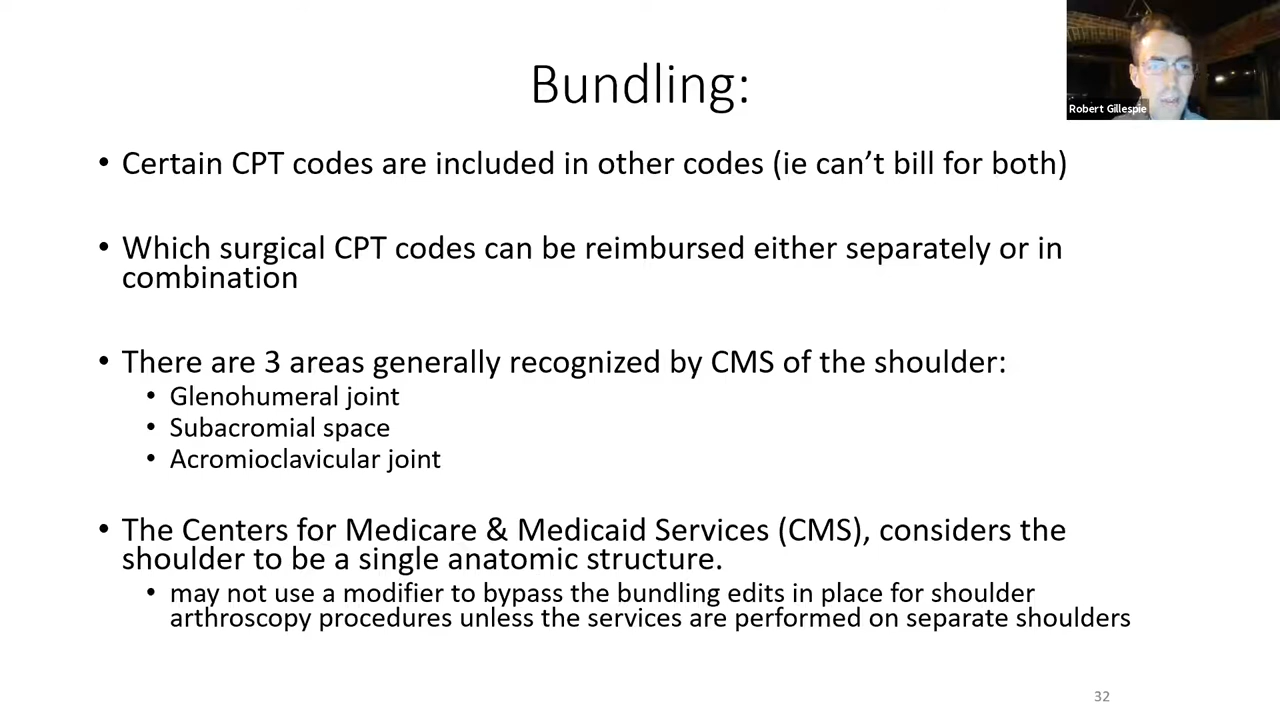 Bundling:
Robert Gillespie
• Certain CPT codes are included in other codes (ie can’t bill for both)
• Which surgical CPT codes can be reimbursed either separately or in
combination
• There are 3 areas generally recognized by CMS of the shoulder:
• Glenohumeral joint
• Subacromial space
• Acromioclavicular joint
• The Centers for Medicare & Medicaid Services (CMS), considers the
shoulder to be a single anatomic structure.
• may not use a modifier to bypass the bundling edits in place for shoulder
arthroscopy procedures unless the services are performed on separate shoulders
32